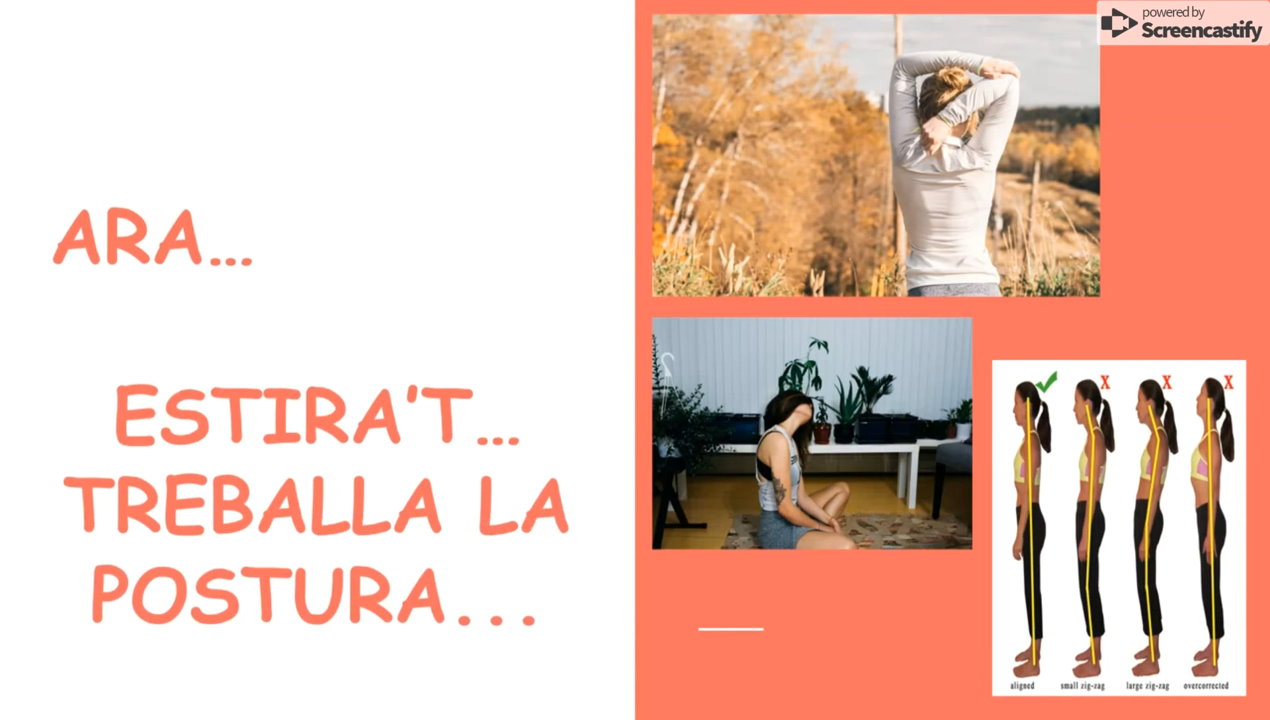 powered by
Screencastify
ARA...
ESTIRA'T...
TREBALLA LA
POSTURA...
X X X
aligned small zig-zag large zig-zag overcorrected